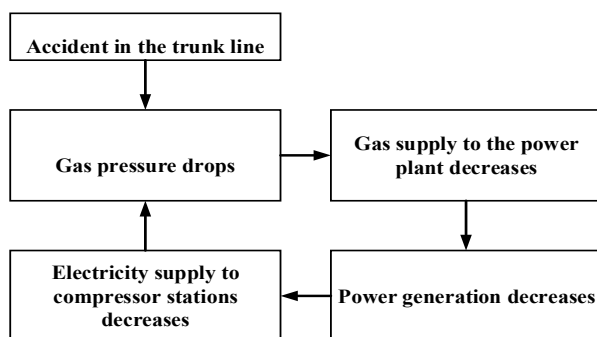 Accident in the trunk line
Gas pressure drops
Gas supply to the power
plant decreases
Electricity supply to
compressor stations
decreases
Power generation decreases